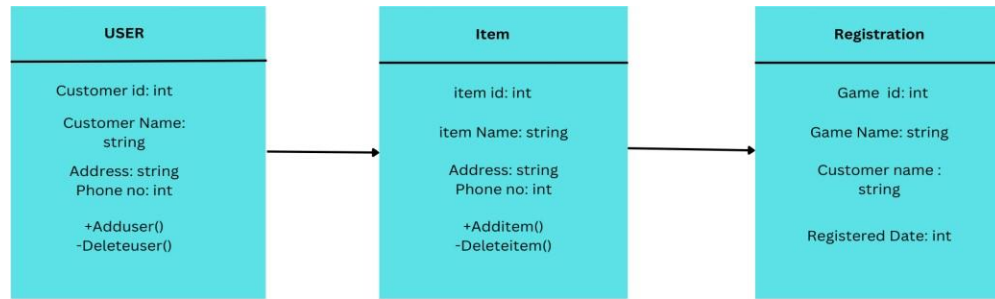 USER
Customer id: int
Customer Name:
string
Address: string
Phone no: int
+Adduser()
-Deleteuser()
Item
item id: int
item Name: string
Address: string
Phone no: int
+Additem()
-Deleteitem()
Registration
Game  id: int
Game Name: string
Customer name :
string
Registered Date: int